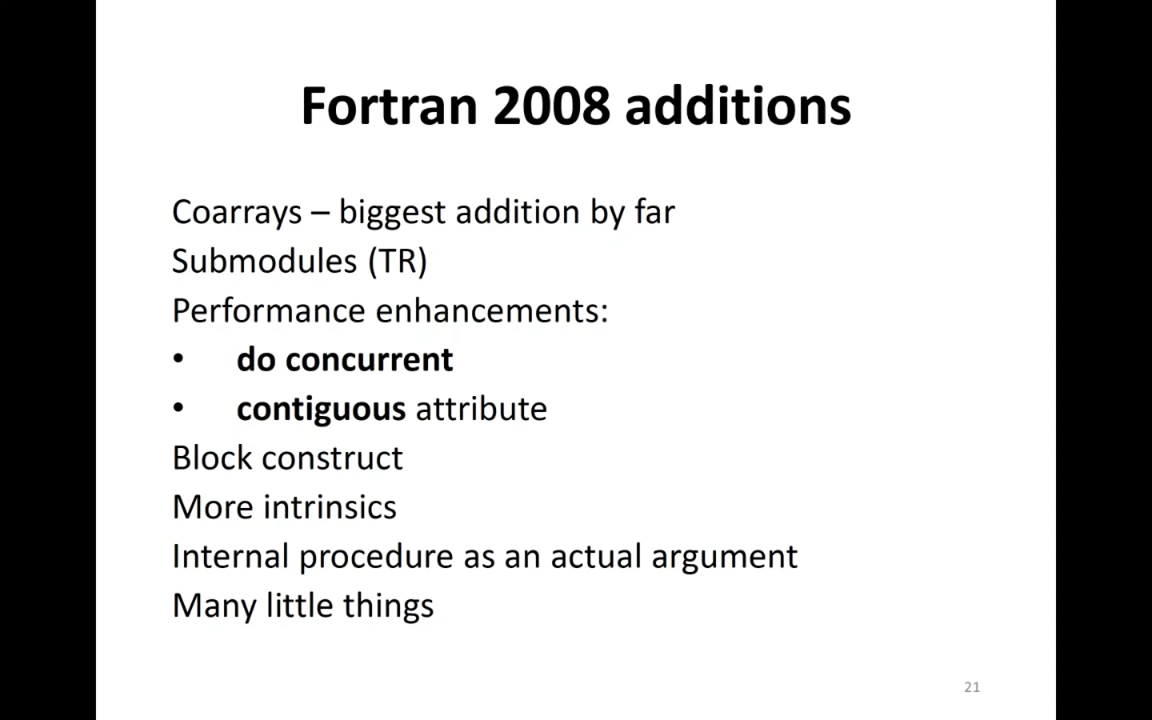 Fortran 2008 additions
Coarrays – biggest addition by far
Submodules (TR)
Performance enhancements:
• do concurrent
• contiguous attribute
Block construct
More intrinsics
Internal procedure as an actual argument
Many little things
21